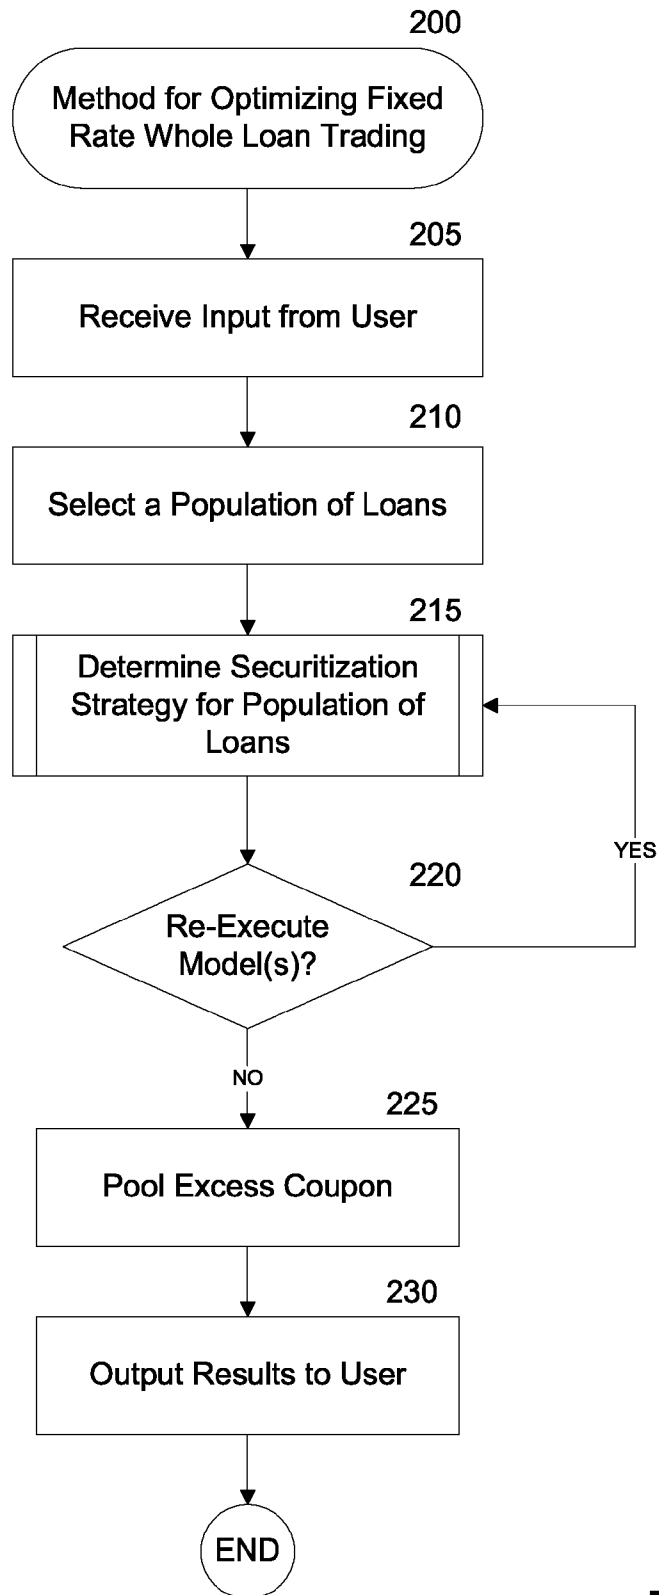 200
Method for Optimizing Fixed
Rate Whole Loan Trading
205
Receive Input from User
210
Select a Population of Loans
215
Determine Securitization
Strategy for Population of
Loans
YES
220
Re-Execute
Model(s)?
NO
225
Pool Excess Coupon
230
Output Results to User
END